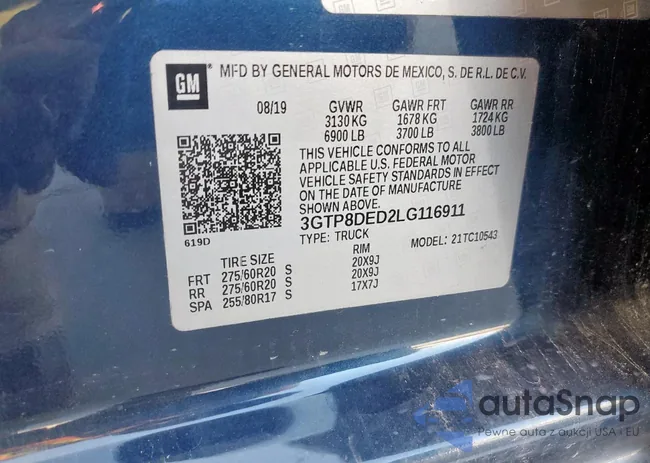 GM MFD BY GENERAL MOTORS DE MEXICO, S. DE R.L. DE C.V.
08/19 GVWR GAWR FRT GAWR RR
3130 KG 1678 KG 1724 KG
6900 LB 3700 LB 3800 LB
THIS VEHICLE CONFORMS TO ALL
APPLICABLE U.S. FEDERAL MOTOR
VEHICLE SAFETY STANDARDS IN EFFECT
ON THE DATE OF MANUFACTURE
SHOWN ABOVE.
3GTP8DED2LG116911
619D TYPE: TRUCK MODEL: 21TC10543
TIRE SIZE RIM
FRT 275/60R20 S 20X9J
RR 275/60R20 S 20X9J
SPA 255/80R17 S 17X7J
autoSnap
Pewne auta z aukcji USA i EU